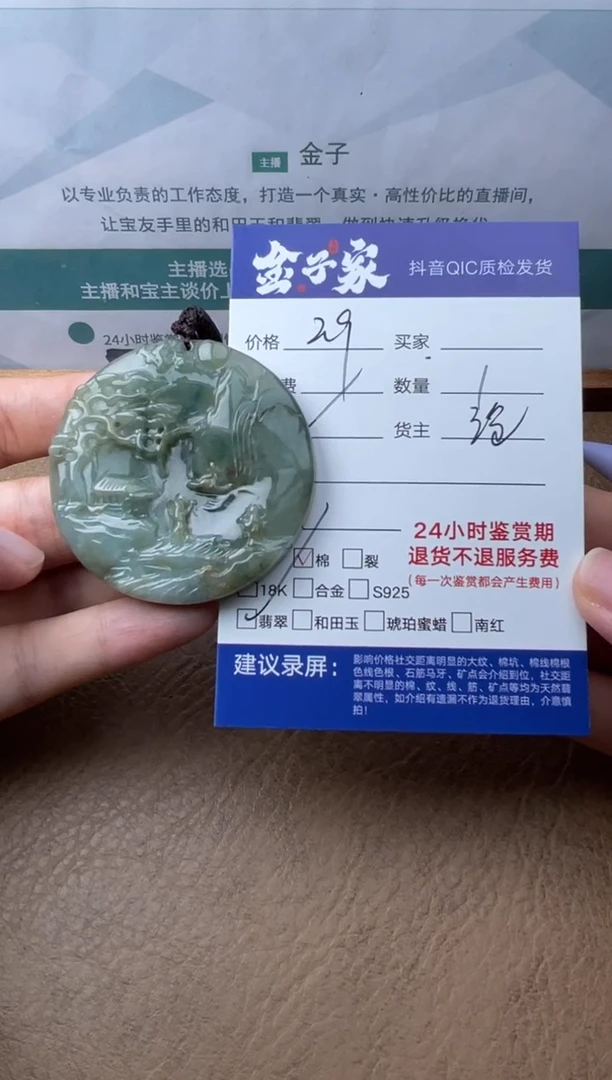 主播 金子
以专业负责的工作态度，打造一个真实·高性价比的直播间，
让宝友手里的和田玉和翡翠
主播选
主播和宝主谈价
24小时鉴赏
金子家 抖音QIC质检发货
价格 29 买家
费 数量 1
货主
24小时鉴赏期
退货不退服务费
(每一次鉴赏都会产生费用)
棉 裂
18K 合金 S925
翡翠 和田玉 琥珀蜜蜡 南红
建议录屏：
影响价格社交距离明显的大纹、棉坑、棉线棉根
色线色根、石筋马牙、矿点会介绍到位，社交距
离不明显的棉、纹、线、筋、矿点等均为天然翡
翠属性，如介绍有遗漏不作为退货理由，介意慎
拍！